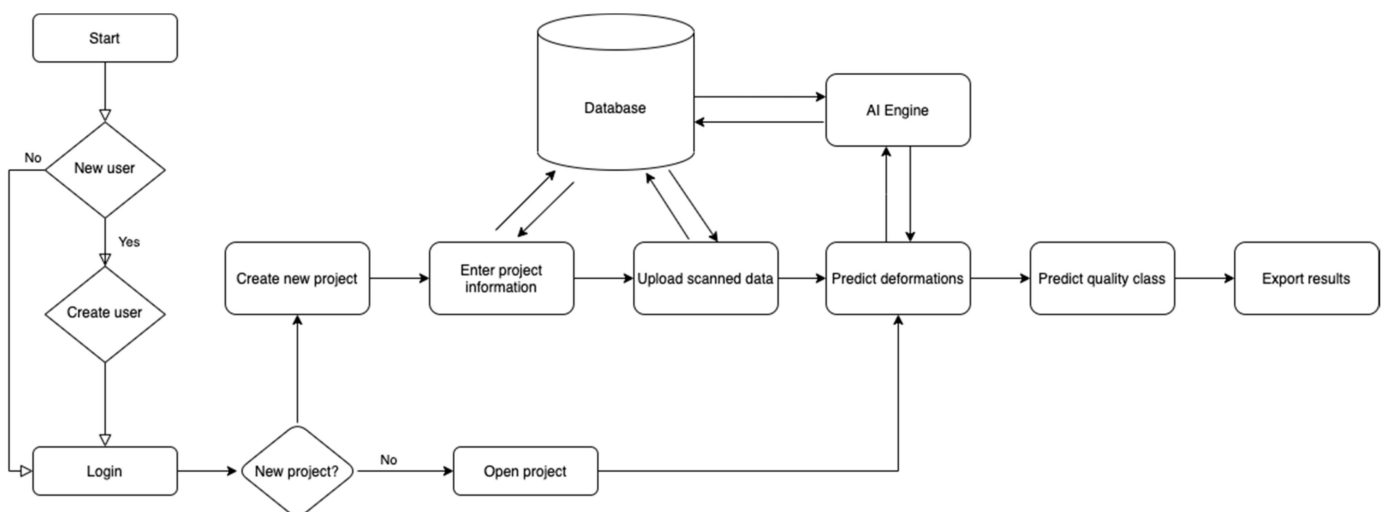 Start
Database
AI Engine
No
New user
Yes
Create new project
Enter project
information
Upload scanned data
Predict deformations
Predict quality class
Export results
Create user
Login
New project?
No
Open project